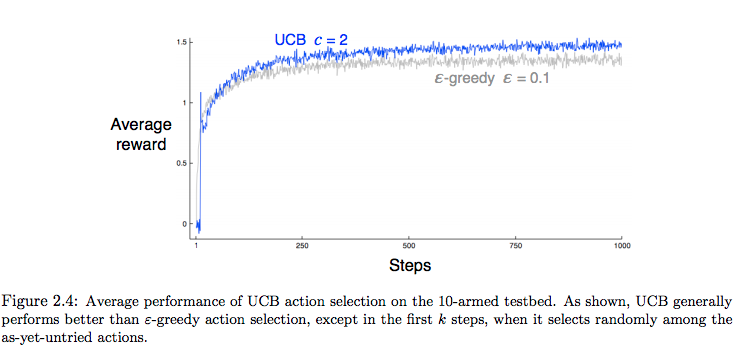 1.5
UCB c = 2
ε-greedy ε = 0.1
1
Average
reward
0.5
0
1
250
500
750
1000
Steps
Figure 2.4: Average performance of UCB action selection on the 10-armed testbed. As shown, UCB generally
performs better than ε-greedy action selection, except in the first k steps, when it selects randomly among the
as-yet-untried actions.